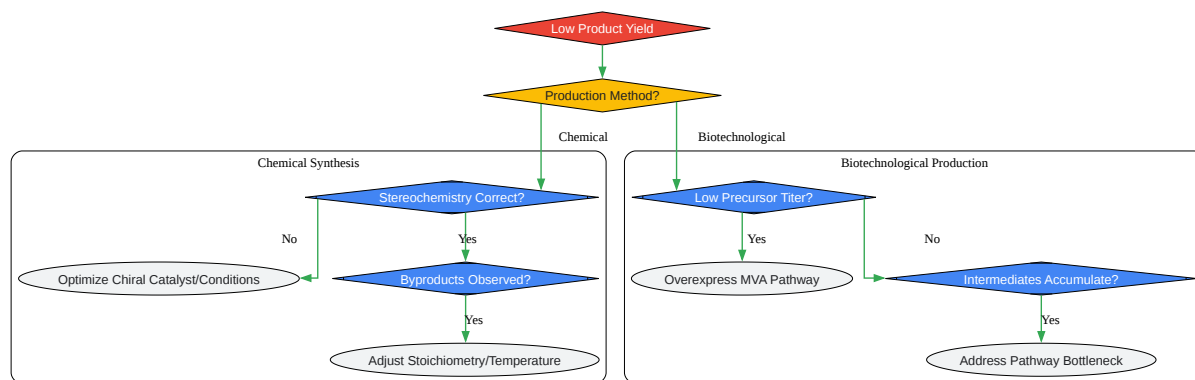 Low Product Yield
Production Method?
Chemical
Biotechnological
Chemical Synthesis
Biotechnological Production
Stereochemistry Correct?
Low Precursor Titer?
No
Yes
Yes
No
Optimize Chiral Catalyst/Conditions
Byproducts Observed?
Overexpress MVA Pathway
Intermediates Accumulate?
Yes
Yes
Adjust Stoichiometry/Temperature
Address Pathway Bottleneck